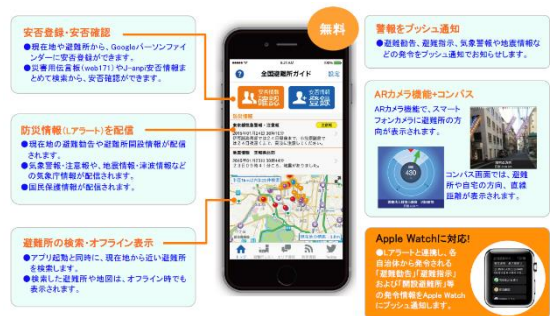 安否登録・安否確認
●現在地や避難所から、Googleパーソンファイ
ンダーに安否登録ができます。
●災害用伝言板(web171)やJ-anpi安否情報ま
とめて検索から、安否確認ができます。
防災情報(Lアラート)を配信
●現在地の避難勧告や避難所開設情報が配信
されます。
●気象警報・注意報や、地震情報・津波情報など
の気象庁情報が配信されます。
●国民保護情報が配信されます。
避難所の検索・オフライン表示
●アプリ起動と同時に、現在地から近い避難所
を検索します。
●検索した避難所や地図は、オフライン時でも
表示されます。
無料
全国避難所ガイド
設定
安否情報
確認
安否情報
登録
防災情報
警報をプッシュ通知
●避難勧告、避難指示、気象警報や地震情報など
の発令をプッシュ通知でお知らせします。
ARカメラ機能+コンパス
ARカメラ機能で、スマート
フォンカメラに避難所の方
向が表示されます。
430
コンパス画面では、避難
所や自宅の方向、直線
距離が表示されます。
Apple Watchに対応!
●Lアラートと連携し、各
自治体から発令される
「避難勧告」「避難指示」
および「開設避難所」等
の発令情報をApple Watch
にプッシュ通知します。